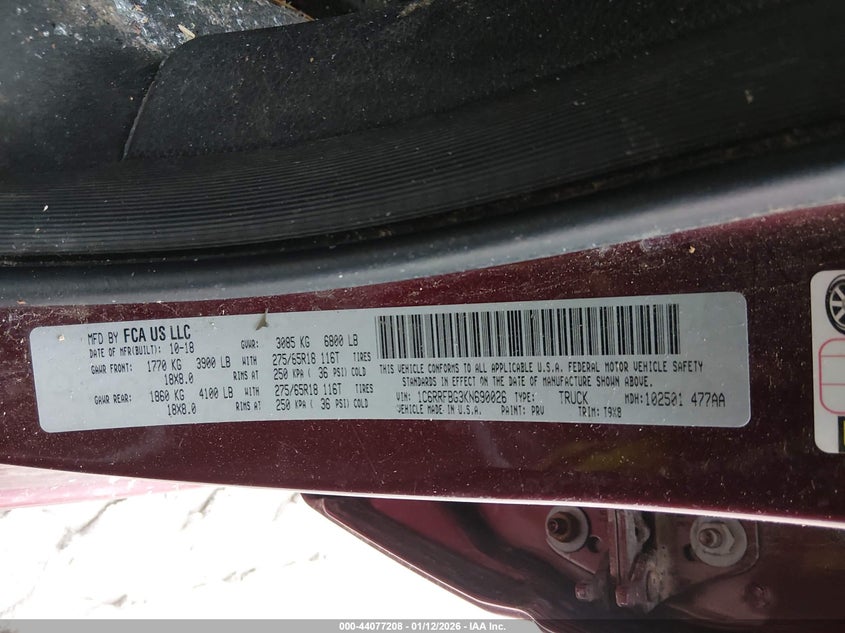 MFD BY FCA US LLC
DATE OF MFR(BUILT): 10-18 GVWR: 3085 KG 6800 LB
GAWR FRONT: 1770 KG 3900 LB WITH 275/65R18 116T TIRES
18X8.0 RIMS AT 250 KPA ( 36 PSI) COLD
GAWR REAR: 1860 KG 4100 LB WITH 275/65R18 116T TIRES
18X8.0 RIMS AT 250 KPA ( 36 PSI) COLD
THIS VEHICLE CONFORMS TO ALL APPLICABLE U.S.A. FEDERAL MOTOR VEHICLE SAFETY
STANDARDS IN EFFECT ON THE DATE OF MANUFACTURE SHOWN ABOVE.
VIN: 1C6RRFBG3KN690026 TYPE: TRUCK MDH: 102501 477AA
MADE IN U.S.A. PAINT: PRV TRIM: T9X8
000-44077208 - 01/12/2026 - IAA Inc.